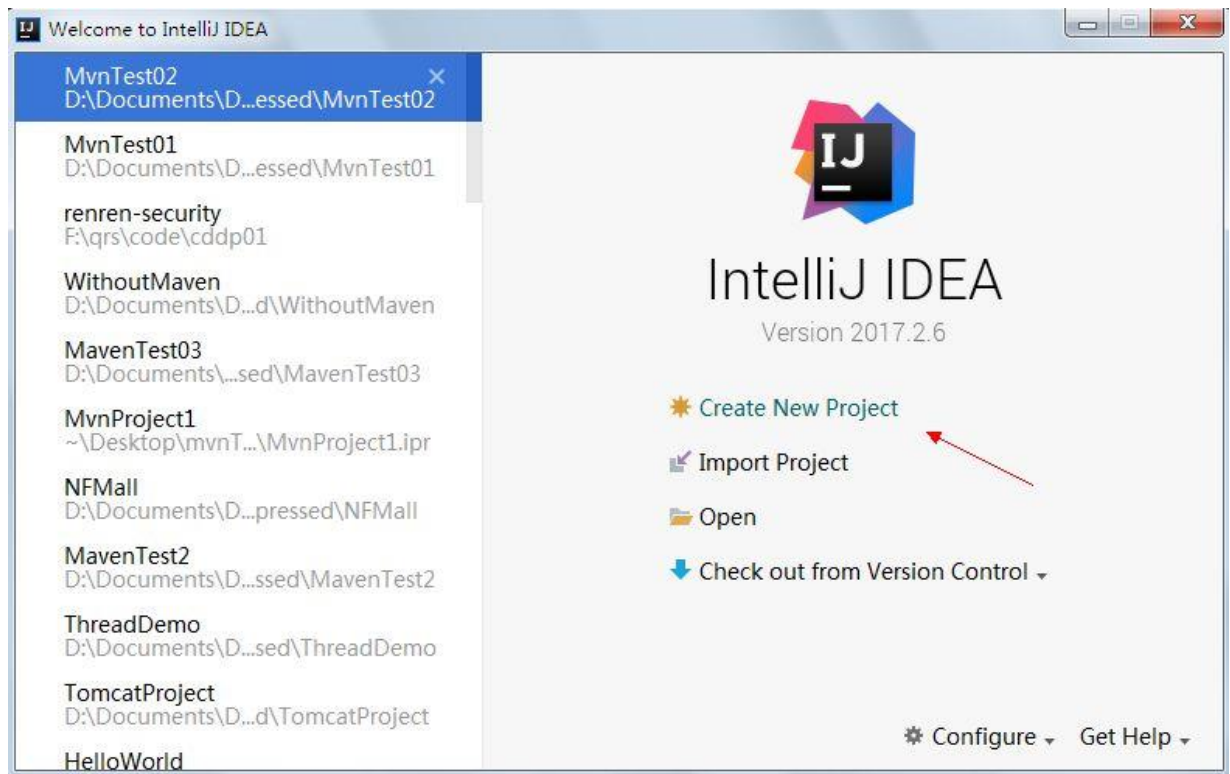 Welcome to IntelliJ IDEA
MvnTest02
D:\Documents\D...essed\MvnTest02
MvnTest01
D:\Documents\D...essed\MvnTest01
renren-security
F:\qrs\code\cddp01
WithoutMaven
D:\Documents\D...d\WithoutMaven
MavenTest03
D:\Documents\...sed\MavenTest03
MvnProject1
~\Desktop\mvnT...\MvnProject1.ipr
NFMall
D:\Documents\D...pressed\NFMall
MavenTest2
D:\Documents\D...ssed\MavenTest2
ThreadDemo
D:\Documents\D...sed\ThreadDemo
TomcatProject
D:\Documents\D...d\TomcatProject
HelloWorld
IJ
IntelliJ IDEA
Version 2017.2.6
Create New Project
Import Project
Open
Check out from Version Control
Configure
Get Help